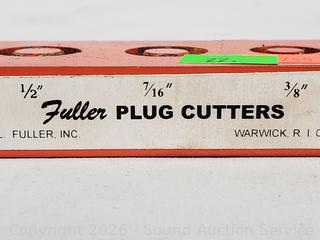 1/2" 7/16" 3/8"
Fuller PLUG CUTTERS
L. FULLER, INC. WARWICK, R. I.
Copyright 2026 - Sound Auction Service